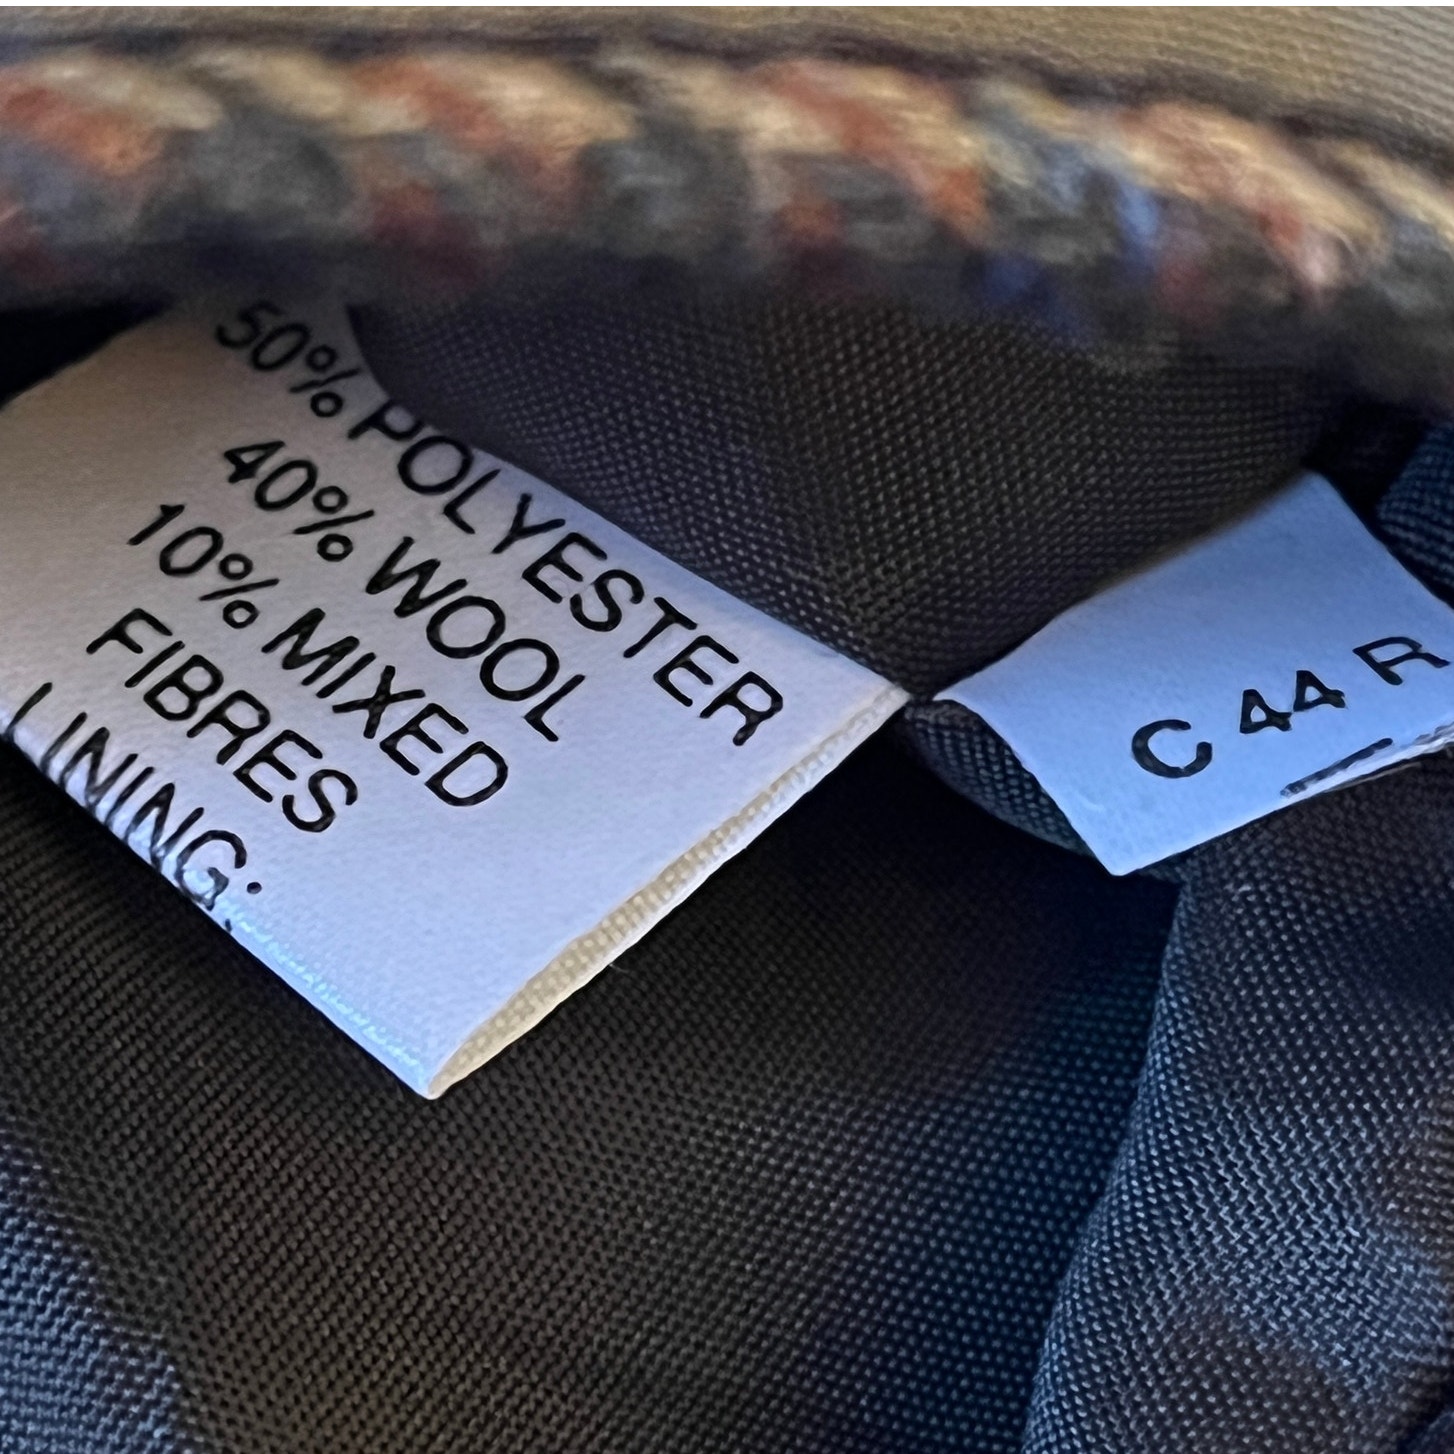 50% POLYESTER
40% WOOL
10% MIXED
FIBRES
LINING:
C 44 R